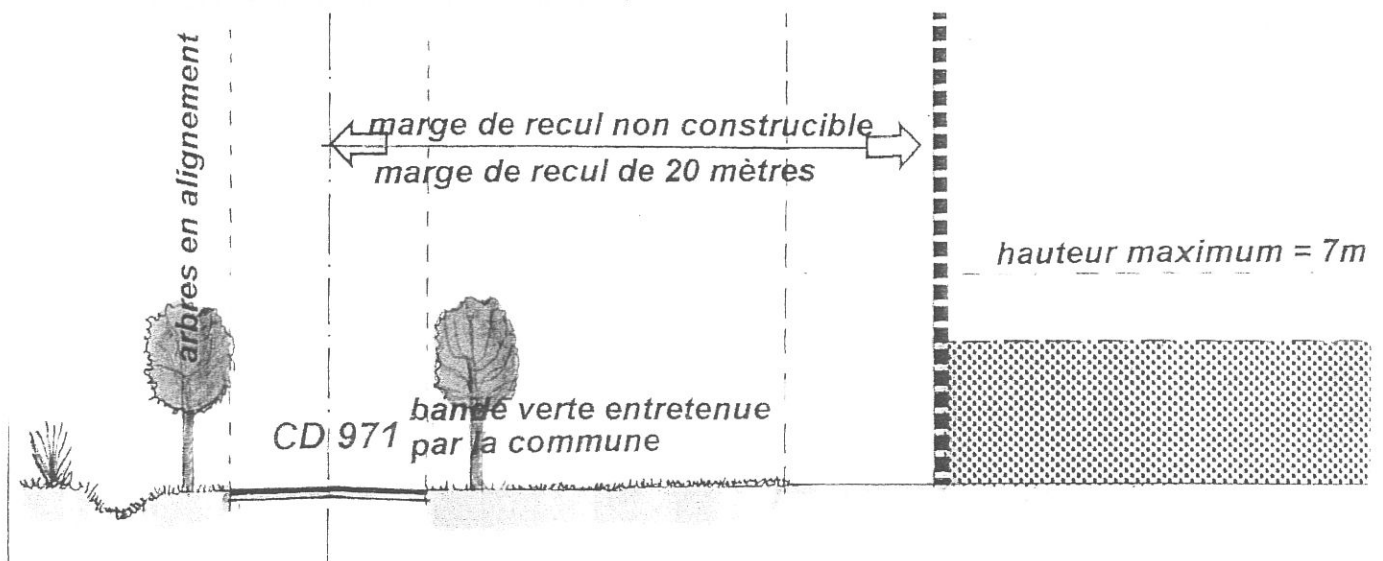 arbres en alignement
marge de recul non construcible
marge de recul de 20 mètres
hauteur maximum = 7m
CD 971
bande verte entretenue
par la commune